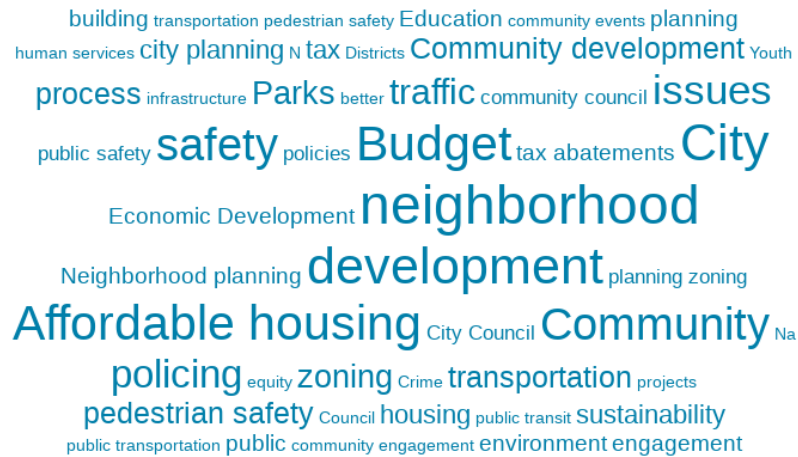 building transportation pedestrian safety Education community events planning
human services city planning N tax Districts Community development Youth
process infrastructure Parks better traffic community council issues
public safety safety policies Budget tax abatements City
Economic Development neighborhood
Neighborhood planning development planning zoning
Affordable housing City Council Community Na
policing equity zoning Crime transportation projects
pedestrian safety Council housing public transit sustainability
public transportation public community engagement environment engagement